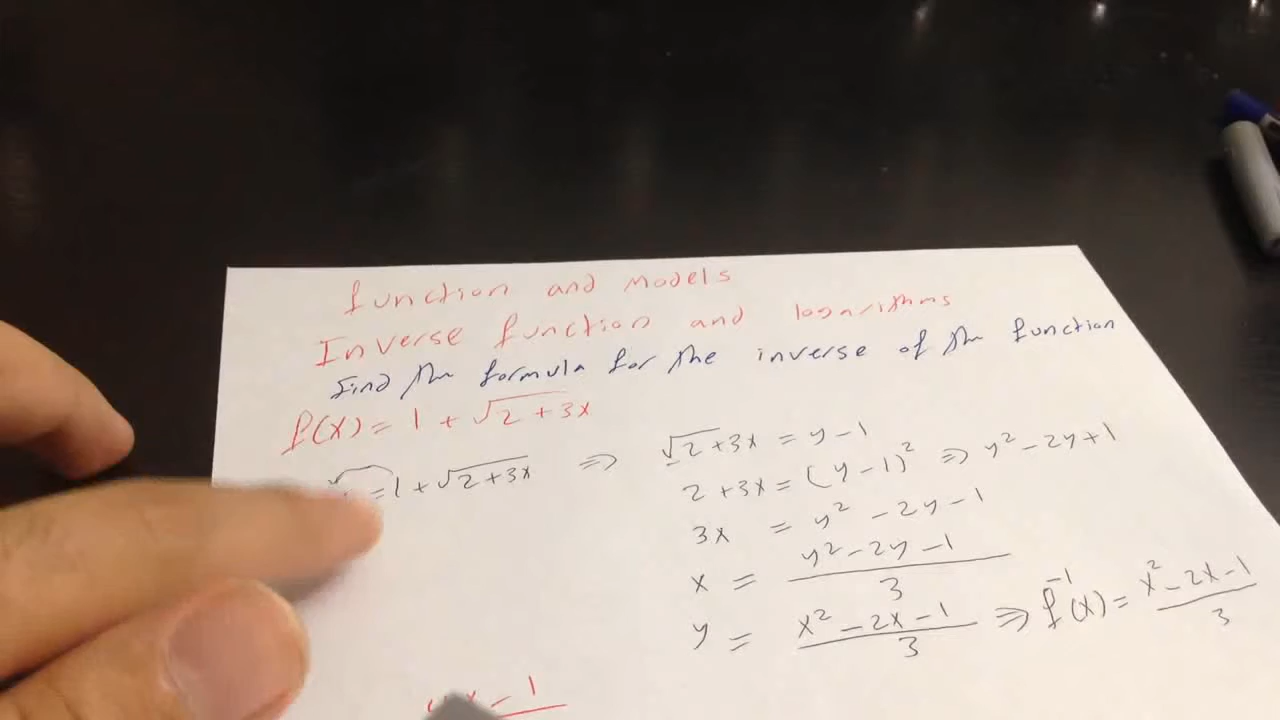 function and models
Inverse function and logarithms
find the formula for the inverse of the function
f(x) = 1 + √2+3x
= 1 + √2+3x ⇒ √2+3x = y-1
2+3x = (y-1)² ⇒ y²-2y+1
3x = y²-2y-1
x = y²-2y-1 / 3
y = x²-2x-1 / 3 ⇒ f⁻¹(x) = x²-2x-1 / 3
- 1